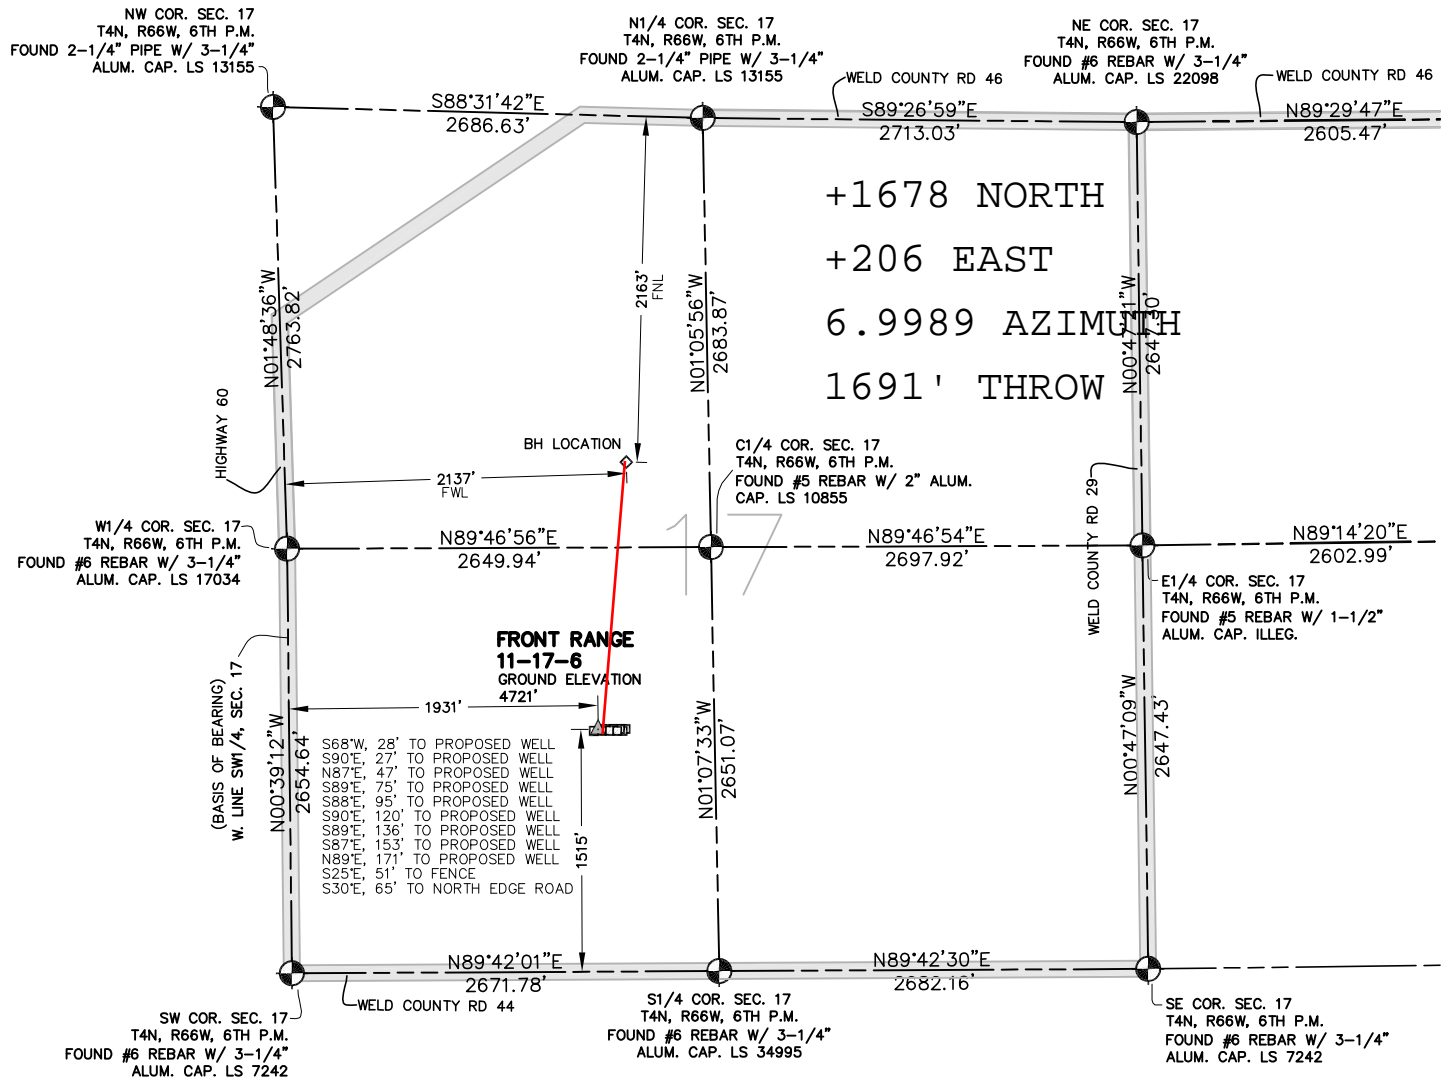 NW COR. SEC. 17
T4N, R66W, 6TH P.M.
FOUND 2-1/4" PIPE W/ 3-1/4"
ALUM. CAP. LS 13155
N1/4 COR. SEC. 17
T4N, R66W, 6TH P.M.
FOUND 2-1/4" PIPE W/ 3-1/4"
ALUM. CAP. LS 13155
NE COR. SEC. 17
T4N, R66W, 6TH P.M.
FOUND #6 REBAR W/ 3-1/4"
ALUM. CAP. LS 22098
WELD COUNTY RD 46
WELD COUNTY RD 46
S88°31'42"E
2686.63'
S89°26'59"E
2713.03'
N89°29'47"E
2605.47'
+1678 NORTH
+206 EAST
6.9989 AZIMUTH
1691' THROW
N01°48'36"W
2763.82'
2163'
FNL
N01°05'56"W
2683.87'
N00°47'21"W
2647.30'
HIGHWAY 60
BH LOCATION
2137'
FWL
C1/4 COR. SEC. 17
T4N, R66W, 6TH P.M.
FOUND #5 REBAR W/ 2" ALUM.
CAP. LS 10855
WELD COUNTY RD 29
W1/4 COR. SEC. 17
T4N, R66W, 6TH P.M.
FOUND #6 REBAR W/ 3-1/4"
ALUM. CAP. LS 17034
N89°46'56"E
2649.94'
17
N89°46'54"E
2697.92'
N89°14'20"E
2602.99'
E1/4 COR. SEC. 17
T4N, R66W, 6TH P.M.
FOUND #5 REBAR W/ 1-1/2"
ALUM. CAP. ILLEG.
FRONT RANGE
11-17-6
GROUND ELEVATION
4721'
(BASIS OF BEARING)
W. LINE SW1/4, SEC. 17
N00°39'12"W
2654.64'
1931'
S68°W, 28' TO PROPOSED WELL
S90°E, 27' TO PROPOSED WELL
N87°E, 47' TO PROPOSED WELL
S89°E, 75' TO PROPOSED WELL
S88°E, 95' TO PROPOSED WELL
S90°E, 120' TO PROPOSED WELL
S89°E, 136' TO PROPOSED WELL
S87°E, 153' TO PROPOSED WELL
N89°E, 171' TO PROPOSED WELL
S25°E, 51' TO FENCE
S30°E, 65' TO NORTH EDGE ROAD
1515'
N01°07'33"W
2651.07'
N00°47'09"W
2647.43'
N89°42'01"E
2671.78'
N89°42'30"E
2682.16'
WELD COUNTY RD 44
SW COR. SEC. 17
T4N, R66W, 6TH P.M.
FOUND #6 REBAR W/ 3-1/4"
ALUM. CAP. LS 7242
S1/4 COR. SEC. 17
T4N, R66W, 6TH P.M.
FOUND #6 REBAR W/ 3-1/4"
ALUM. CAP. LS 34995
SE COR. SEC. 17
T4N, R66W, 6TH P.M.
FOUND #6 REBAR W/ 3-1/4"
ALUM. CAP. LS 7242